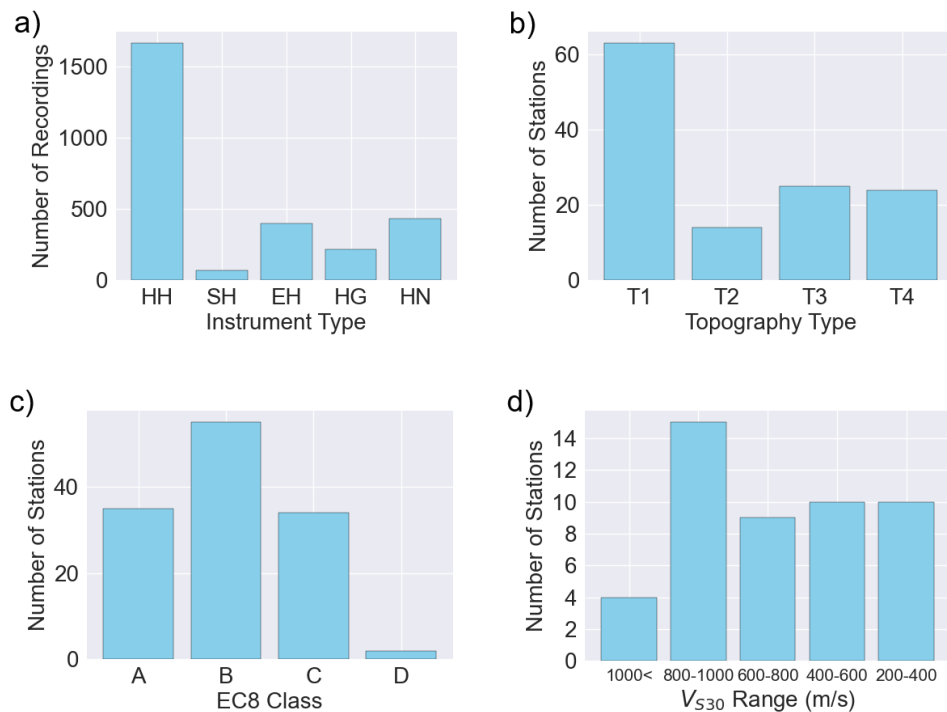 a)
Number of Recordings
1500
1000
500
0
HH SH EH HG HN
Instrument Type
b)
Number of Stations
60
40
20
0
T1 T2 T3 T4
Topography Type
c)
Number of Stations
40
20
0
A B C D
EC8 Class
d)
Number of Stations
14
12
10
8
6
4
2
0
1000< 800-1000 600-800 400-600 200-400
VS30 Range (m/s)